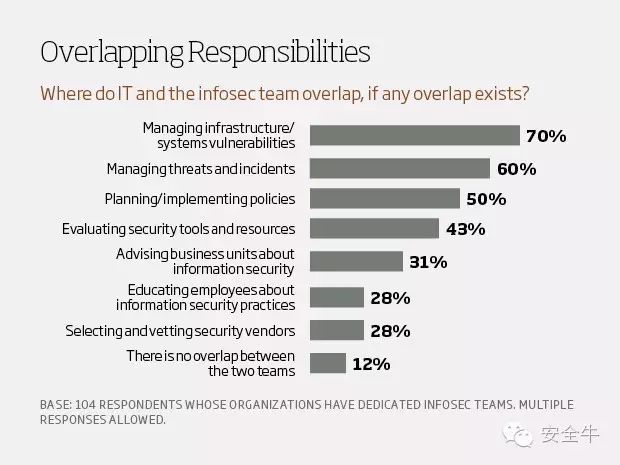 Overlapping Responsibilities
Where do IT and the infosec team overlap, if any overlap exists?
Managing infrastructure/
systems vulnerabilities
70%
Managing threats and incidents
60%
Planning/implementing policies
50%
Evaluating security tools and resources
43%
Advising business units about
information security
31%
Educating employees about
information security practices
28%
Selecting and vetting security vendors
28%
There is no overlap between
the two teams
12%
BASE: 104 RESPONDENTS WHOSE ORGANIZATIONS HAVE DEDICATED INFOSEC TEAMS. MULTIPLE
RESPONSES ALLOWED.
安全牛